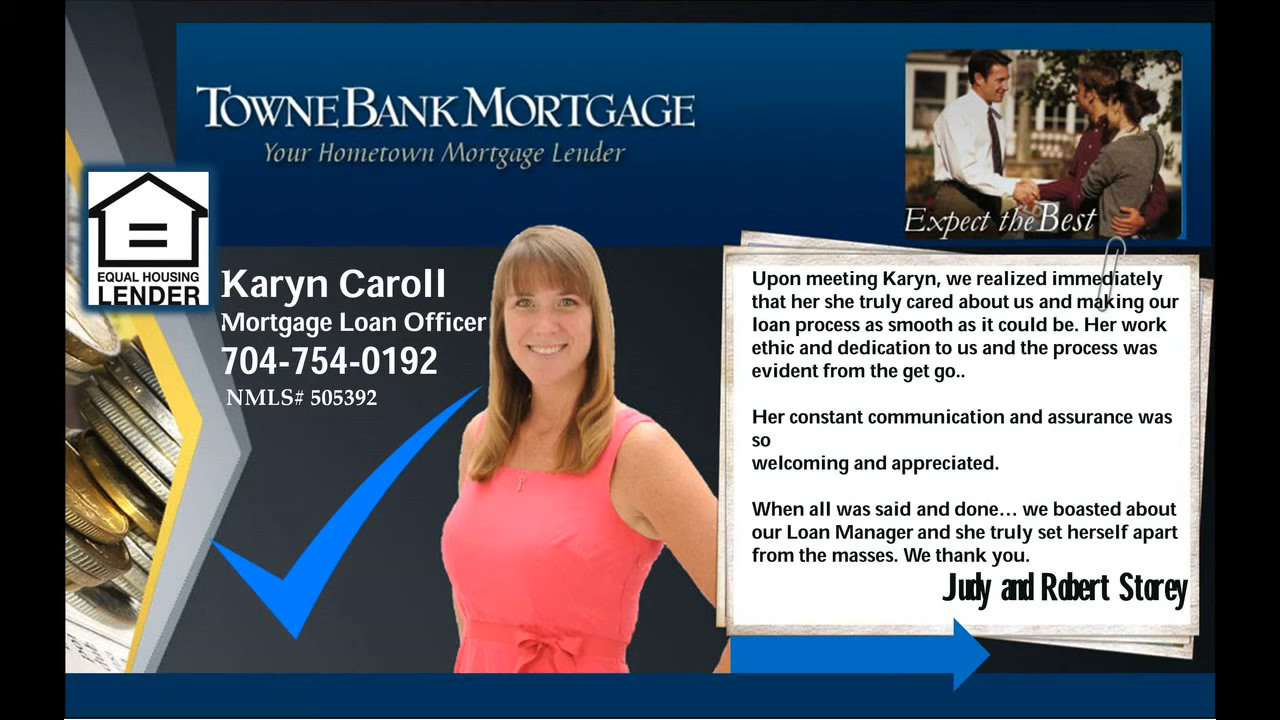 TOWNEBANK MORTGAGE
Your Hometown Mortgage Lender
Expect the Best
EQUAL HOUSING
LENDER
Karyn Caroll
Mortgage Loan Officer
704-754-0192
NMLS# 505392
Upon meeting Karyn, we realized immediately
that her she truly cared about us and making our
loan process as smooth as it could be. Her work
ethic and dedication to us and the process was
evident from the get go..
Her constant communication and assurance was
so
welcoming and appreciated.
When all was said and done… we boasted about
our Loan Manager and she truly set herself apart
from the masses. We thank you.
Judy and Robert Storey